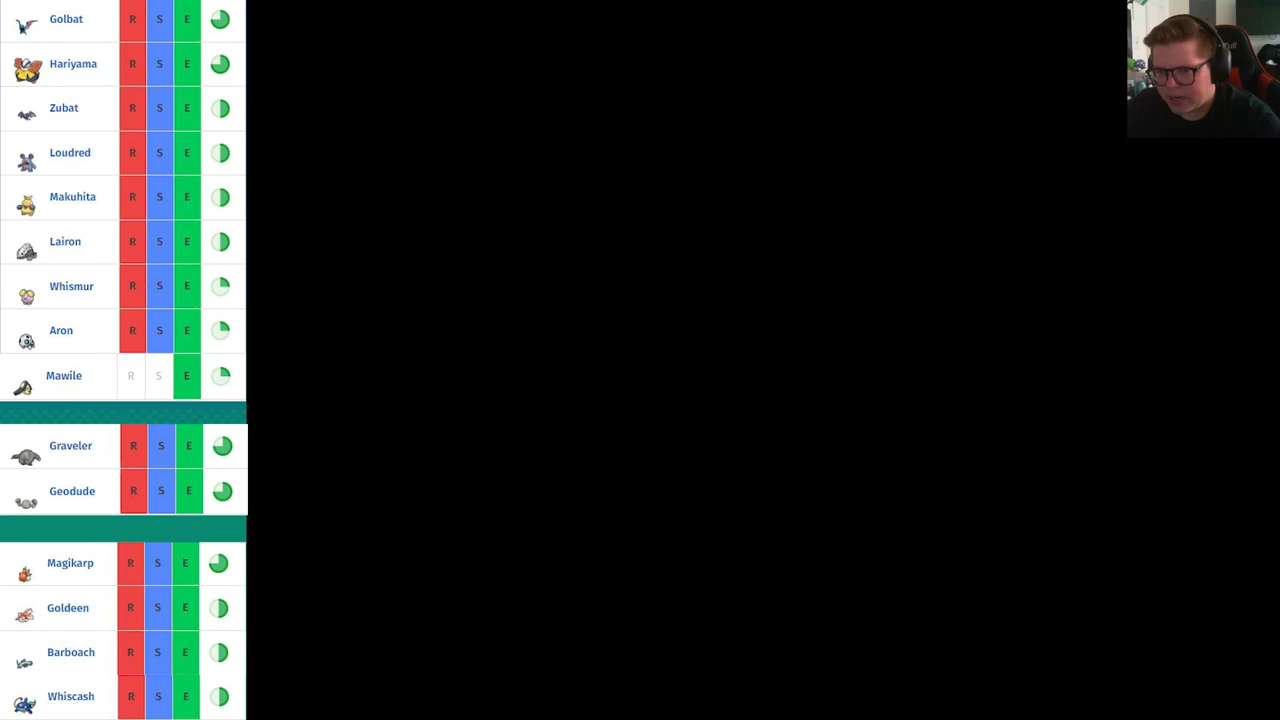 Golbat R S E
Hariyama R S E
Zubat R S E
Loudred R S E
Makuhita R S E
Lairon R S E
Whismur R S E
Aron R S E
Mawile R S E
Graveler R S E
Geodude R S E
Magikarp R S E
Goldeen R S E
Barboach R S E
Whiscash R S E